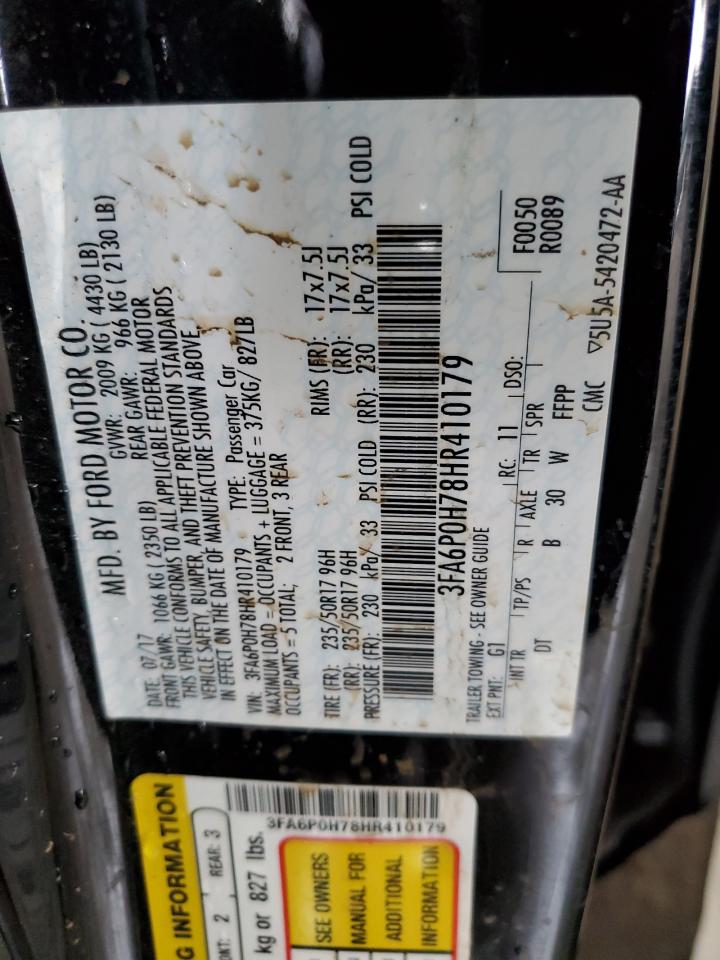 MFD. BY FORD MOTOR CO.
DATE: 07/17 GVWR: 2009 KG ( 4430 LB)
FRONT GAWR: 1066 KG ( 2350 LB) REAR GAWR: 966 KG ( 2130 LB)
THIS VEHICLE CONFORMS TO ALL APPLICABLE FEDERAL MOTOR
VEHICLE SAFETY, BUMPER, AND THEFT PREVENTION STANDARDS
IN EFFECT ON THE DATE OF MANUFACTURE SHOWN ABOVE.
VIN: 3FA6P0H78HR410179 TYPE: Passenger Car
MAXIMUM LOAD = OCCUPANTS + LUGGAGE = 375KG/ 827LB
OCCUPANTS = 5 TOTAL; 2 FRONT, 3 REAR
TIRE (FR): 235/50R17 96H RIMS (FR): 17x7.5J
(RR): 235/50R17 96H (RR): 17x7.5J
PRESSURE (FR): 230 kPa/ 33 PSI COLD (RR): 230 kPa/ 33 PSI COLD
3FA6P0H78HR410179
TRAILER TOWING - SEE OWNER GUIDE
EXT PNT: G1 RC: 11 DSO: F0050
R0089
INT TR TP/PS R AXLE TR SPR
DT B 30 W FFPP
CMC ▽5U5A-5420472-AA
G INFORMATION
ONT: 2 REAR: 3
kg or 827 lbs.
3FA6P0H78HR410179
SEE OWNERS
MANUAL FOR
ADDITIONAL
INFORMATION